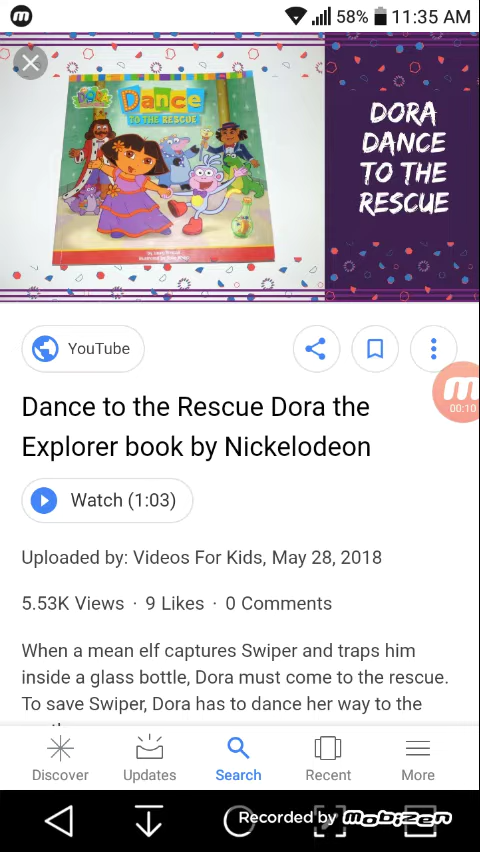 58% 11:35 AM
DORA
Dance
TO THE RESCUE
DORA
DANCE
TO THE
RESCUE
YouTube
00:10
Dance to the Rescue Dora the
Explorer book by Nickelodeon
Watch (1:03)
Uploaded by: Videos For Kids, May 28, 2018
5.53K Views · 9 Likes · 0 Comments
When a mean elf captures Swiper and traps him
inside a glass bottle, Dora must come to the rescue.
To save Swiper, Dora has to dance her way to the
Discover Updates Search Recent More
Recorded by mobizen